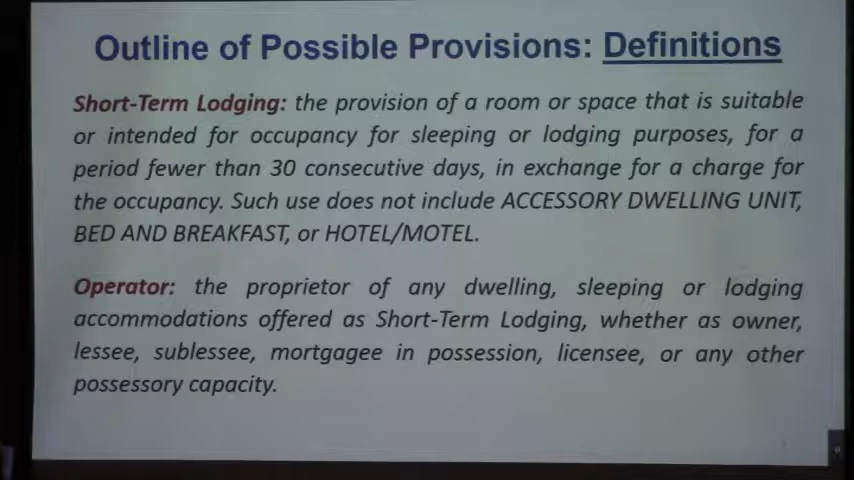 Outline of Possible Provisions: Definitions
Short-Term Lodging: the provision of a room or space that is suitable
or intended for occupancy for sleeping or lodging purposes, for a
period fewer than 30 consecutive days, in exchange for a charge for
the occupancy. Such use does not include ACCESSORY DWELLING UNIT,
BED AND BREAKFAST, or HOTEL/MOTEL.
Operator: the proprietor of any dwelling, sleeping or lodging
accommodations offered as Short-Term Lodging, whether as owner,
lessee, sublessee, mortgagee in possession, licensee, or any other
possessory capacity.